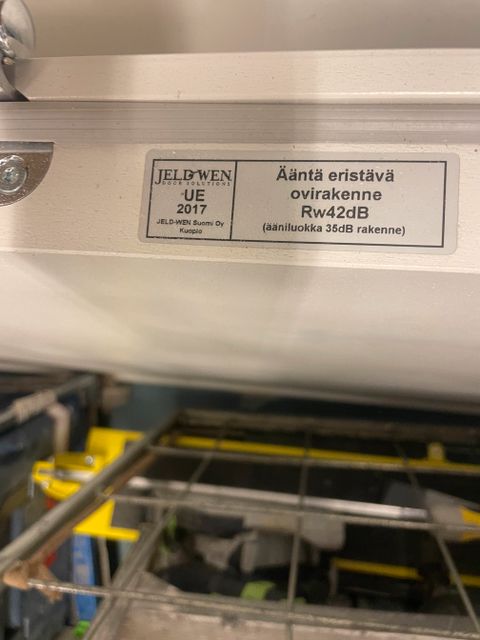 JELD-WEN
DOOR SOLUTIONS
UE
2017
JELD-WEN Suomi Oy
Kuopio
Ääntä eristävä
ovirakenne
Rw42dB
(ääniluokka 35dB rakenne)